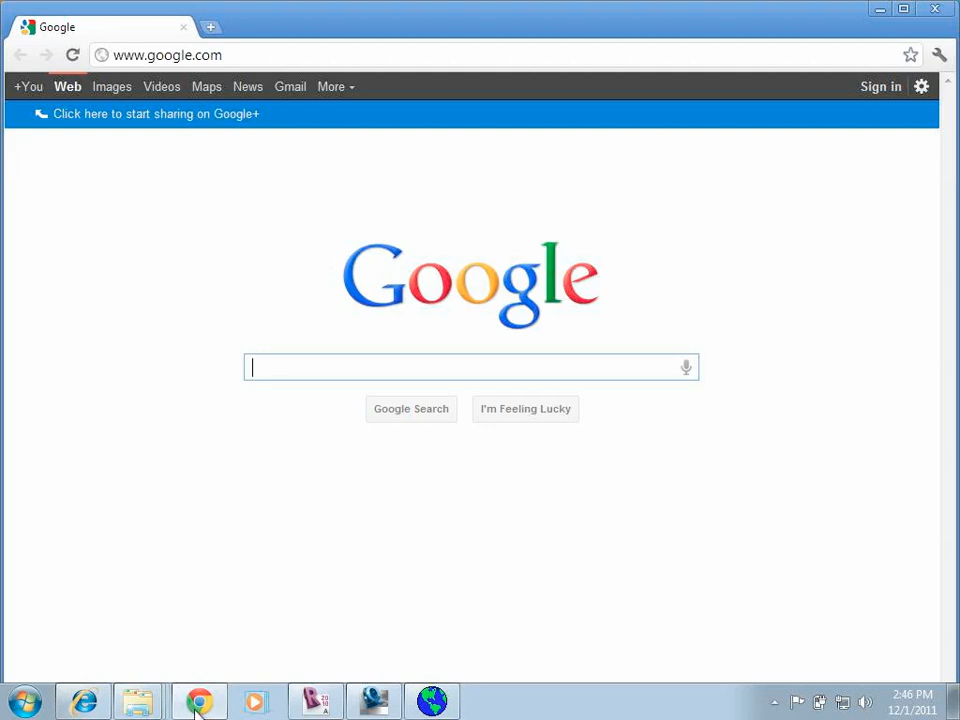 Google
www.google.com
+You Web Images Videos Maps News Gmail More Sign in
Click here to start sharing on Google+
Google
Google Search I'm Feeling Lucky
2:46 PM
12/1/2011